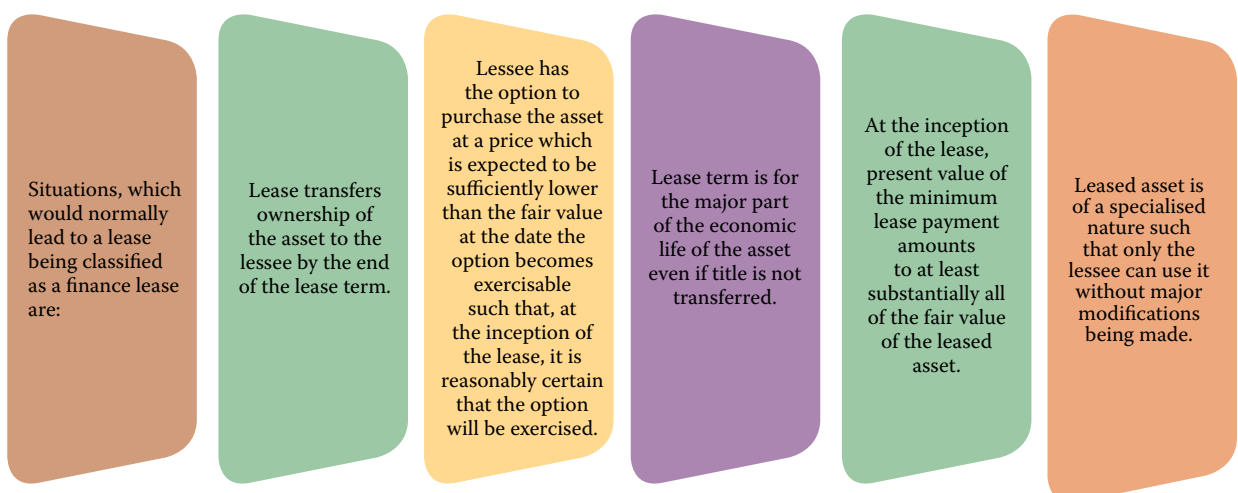 Situations, which
would normally
lead to a lease
being classified
as a finance lease
are:
Lease transfers
ownership of
the asset to the
lessee by the end
of the lease term.
Lessee has
the option to
purchase the asset
at a price which
is expected to be
sufficiently lower
than the fair value
at the date the
option becomes
exercisable
such that, at
the inception of
the lease, it is
reasonably certain
that the option
will be exercised.
Lease term is for
the major part
of the economic
life of the asset
even if title is not
transferred.
At the inception
of the lease,
present value of
the minimum
lease payment
amounts
to at least
substantially all
of the fair value
of the leased
asset.
Leased asset is
of a specialised
nature such
that only the
lessee can use it
without major
modifications
being made.